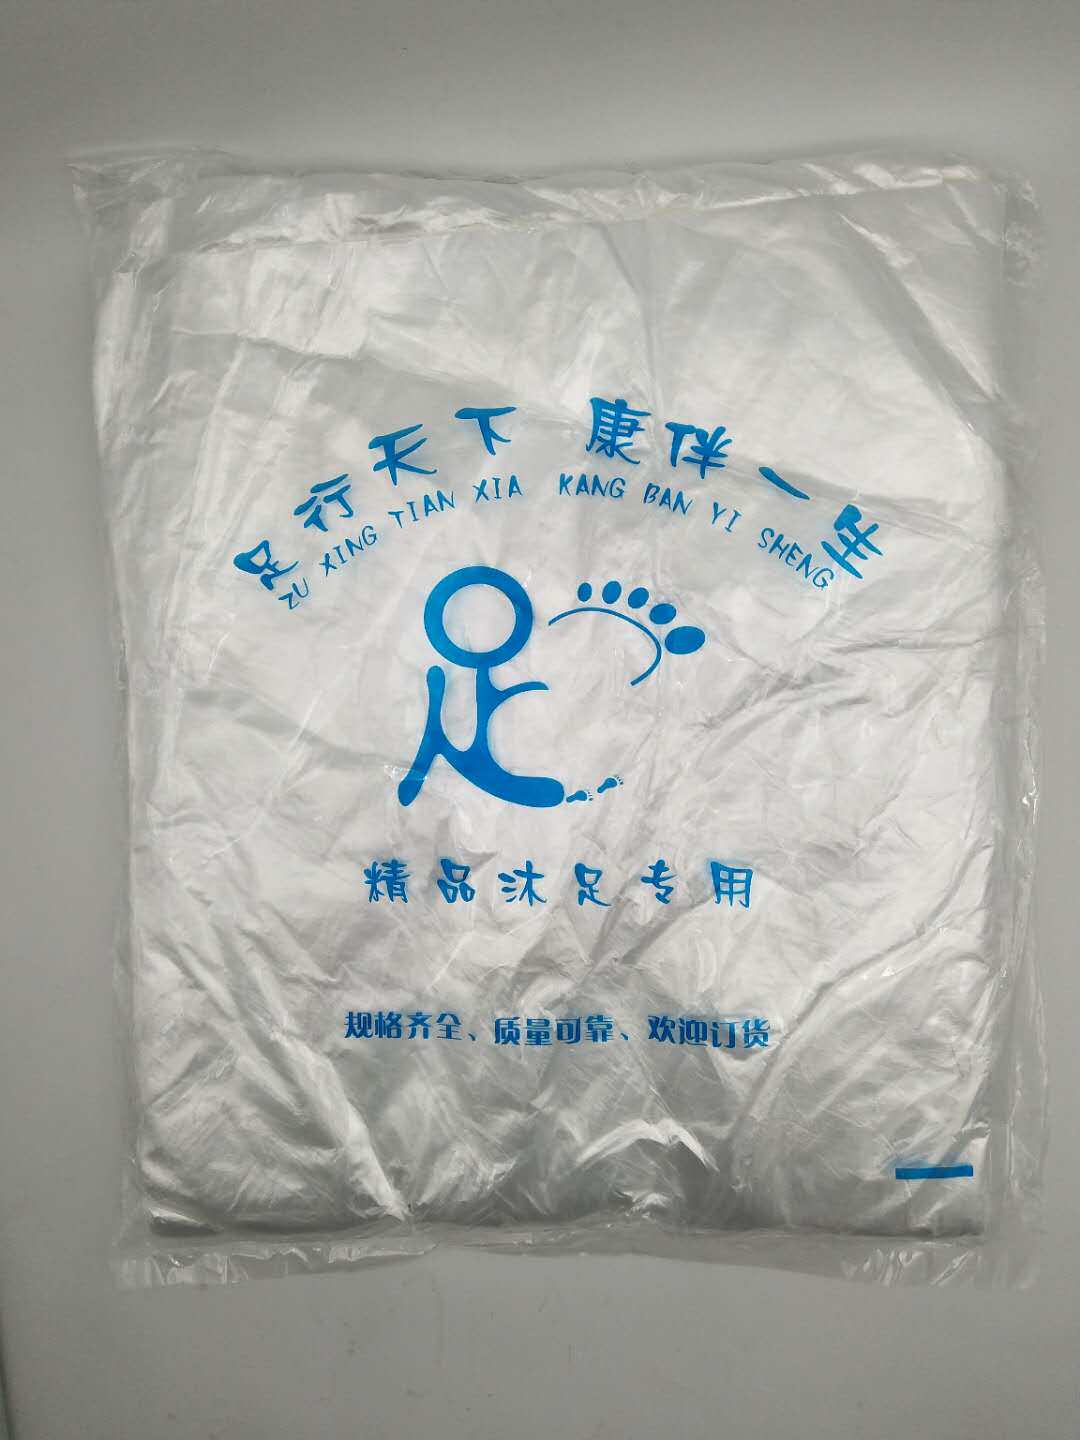 足行天下 康伴一生
ZU XING TIAN XIA KANG BAN YI SHENG
足
精品沐足专用
规格齐全、质量可靠、欢迎订货